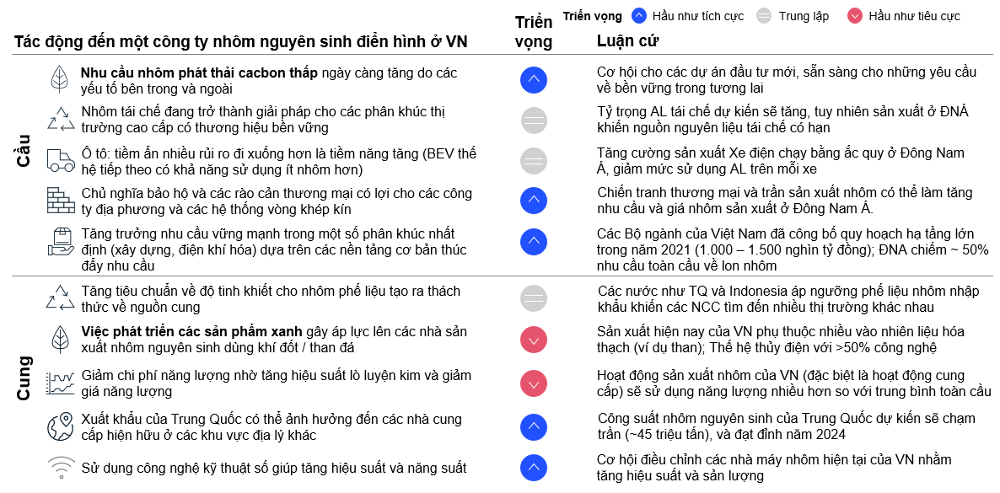 Triển vọng
Hầu như tích cực
Trung lập
Hầu như tiêu cực
Tác động đến một công ty nhôm nguyên sinh điển hình ở VN
Triển
vọng
Luận cứ
Cầu
Nhu cầu nhôm phát thải cacbon thấp ngày càng tăng do các
yếu tố bên trong và ngoài
Cơ hội cho các dự án đầu tư mới, sẵn sàng cho những yêu cầu
về bền vững trong tương lai
Nhôm tái chế đang trở thành giải pháp cho các phân khúc thị
trường cao cấp có thương hiệu bền vững
Tỷ trọng AL tái chế dự kiến sẽ tăng, tuy nhiên sản xuất ở ĐNÁ
khiến nguồn nguyên liệu tái chế có hạn
Ô tô: tiềm ẩn nhiều rủi ro đi xuống hơn là tiềm năng tăng (BEV thế
hệ tiếp theo có khả năng sử dụng ít nhôm hơn)
Tăng cường sản xuất Xe điện chạy bằng ắc quy ở Đông Nam
Á, giảm mức sử dụng AL trên mỗi xe
Chủ nghĩa bảo hộ và các rào cản thương mại có lợi cho các công
ty địa phương và các hệ thống vòng khép kín
Chiến tranh thương mại và trần sản xuất nhôm có thể làm tăng
nhu cầu và giá nhôm sản xuất ở Đông Nam Á.
Tăng trưởng nhu cầu vững mạnh trong một số phân khúc nhất
định (xây dựng, điện khí hóa) dựa trên các nền tảng cơ bản thúc
đẩy nhu cầu
Các Bộ ngành của Việt Nam đã công bố quy hoạch hạ tầng lớn
trong năm 2021 (1.000 – 1.500 nghìn tỷ đồng); ĐNA chiếm ~ 50%
nhu cầu toàn cầu về lon nhôm
Cung
Tăng tiêu chuẩn về độ tinh khiết cho nhôm phế liệu tạo ra thách
thức về nguồn cung
Các nước như TQ và Indonesia áp ngưỡng phế liệu nhôm nhập
khẩu khiến các NCC tìm đến nhiều thị trường khác nhau
Việc phát triển các sản phẩm xanh gây áp lực lên các nhà sản
xuất nhôm nguyên sinh dùng khí đốt / than đá
Sản xuất hiện nay của VN phụ thuộc nhiều vào nhiên liệu hóa
thạch (ví dụ than); Thế hệ thủy điện với >50% công nghệ
Giảm chi phí năng lượng nhờ tăng hiệu suất lò luyện kim và giảm
giá năng lượng
Hoạt động sản xuất nhôm của VN (đặc biệt là hoạt động cung
cấp) sẽ sử dụng năng lượng nhiều hơn so với trung bình toàn cầu
Xuất khẩu của Trung Quốc có thể ảnh hưởng đến các nhà cung
cấp hiện hữu ở các khu vực địa lý khác
Công suất nhôm nguyên sinh của Trung Quốc dự kiến sẽ chạm
trần (~45 triệu tấn), và đạt đỉnh năm 2024
Sử dụng công nghệ kỹ thuật số giúp tăng hiệu suất và năng suất
Cơ hội điều chỉnh các nhà máy nhôm hiện tại của VN nhằm
tăng hiệu suất và sản lượng